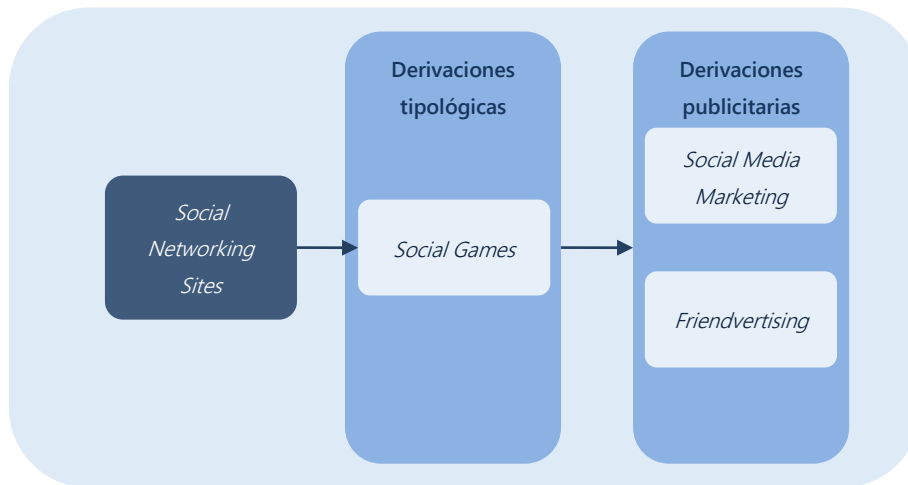 Derivaciones
tipológicas
Derivaciones
publicitarias
Social Media
Marketing
Social
Networking
Sites
Social Games
Friendvertising